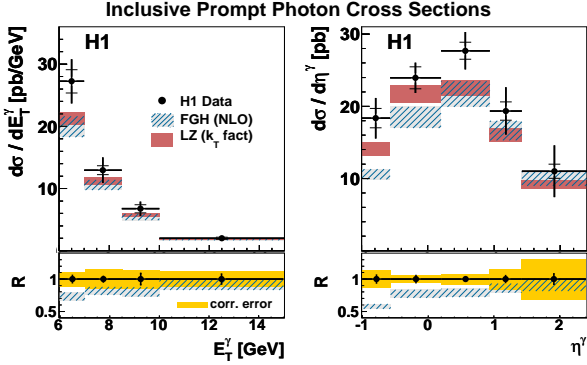 Inclusive Prompt Photon Cross Sections
H1
dσ / dE_T^γ [pb/GeV]
30
20
10
H1 Data
FGH (NLO)
LZ (k_T fact)
R
1
0.5
corr. error
6 8 10 12 14
E_T^γ [GeV]
H1
dσ / dη^γ [pb]
30
20
10
R
1
0.5
-1 0 1 2
η^γ